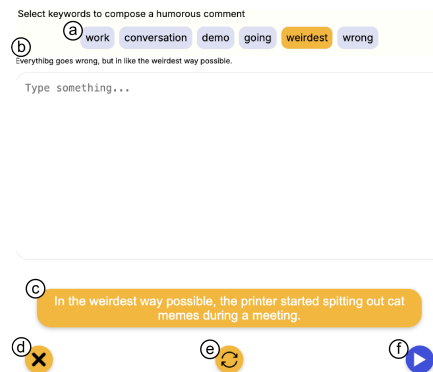 Select keywords to compose a humorous comment
a work conversation demo going weirdest wrong
b
Everythibg goes wrong, but in like the weirdest way possible.
Type something...
c
In the weirdest way possible, the printer started spitting out cat
memes during a meeting.
d e f